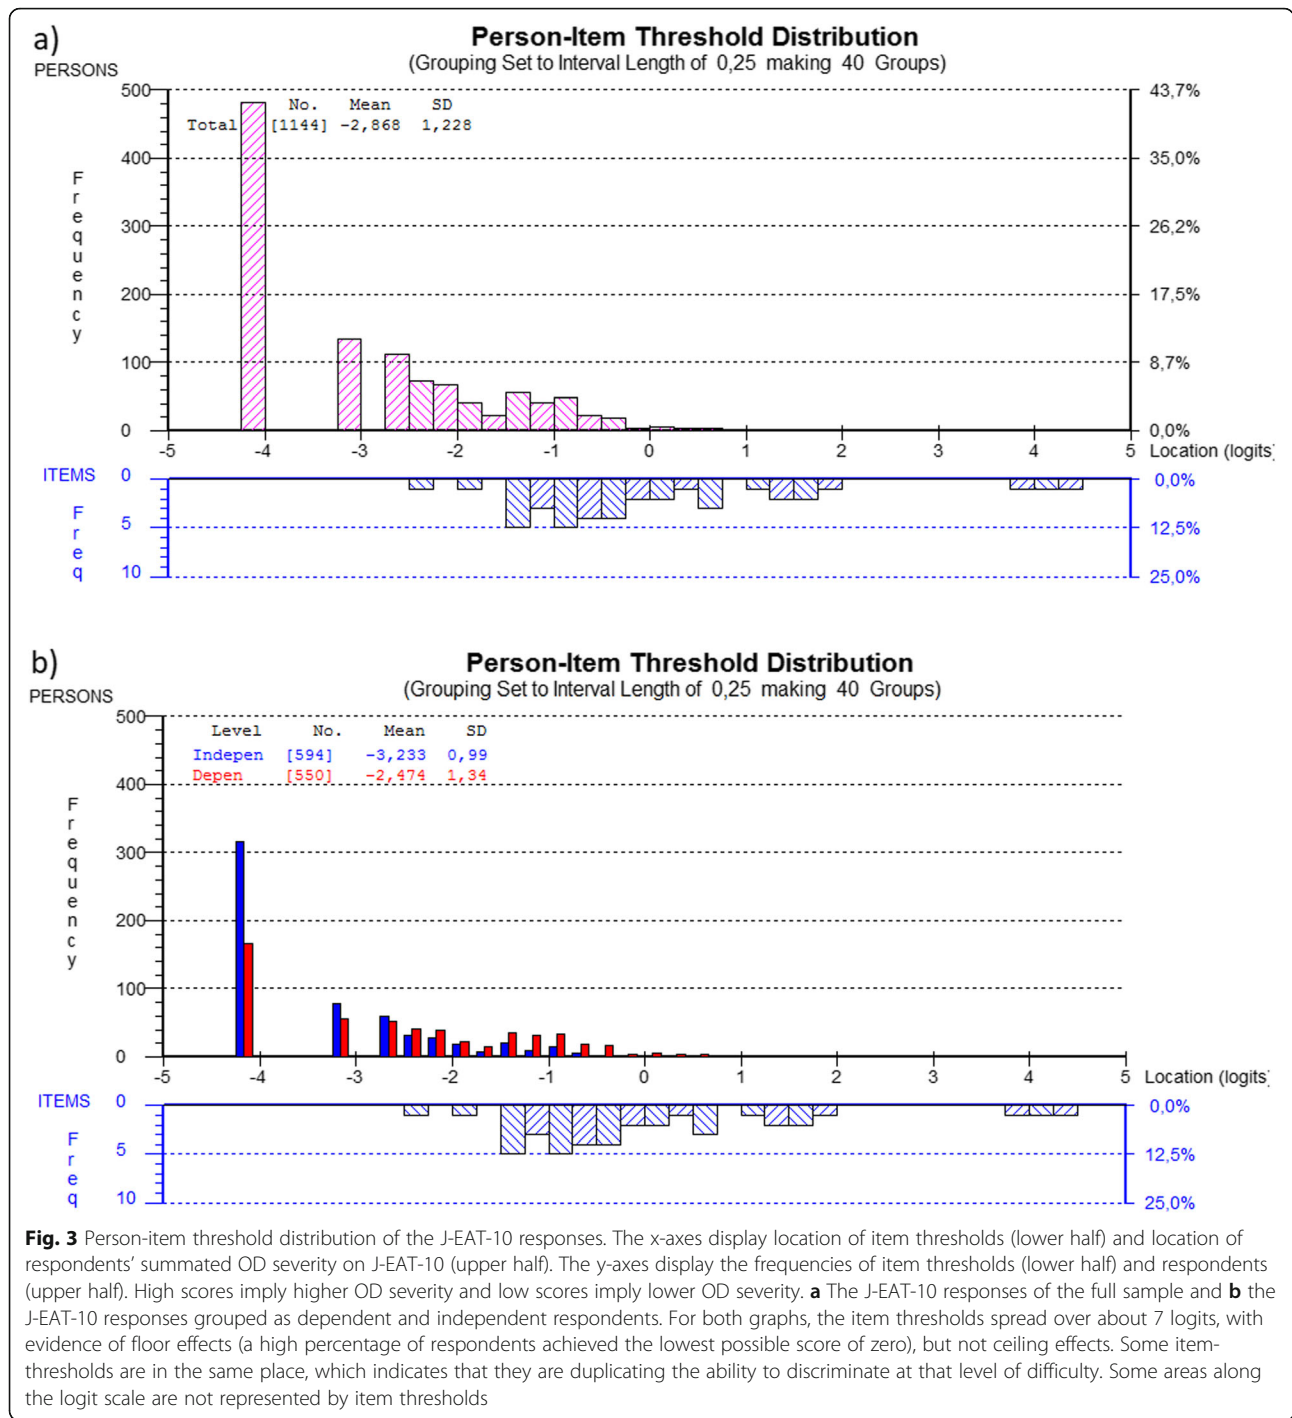 a)
Person-Item Threshold Distribution
(Grouping Set to Interval Length of 0,25 making 40 Groups)
PERSONS
No. Mean SD
Total [1144] -2,868 1,228
Frequency
500 43,7%
400 35,0%
300 26,2%
200 17,5%
100 8,7%
0 0,0%
-5 -4 -3 -2 -1 0 1 2 3 4 5 Location (logits)
ITEMS 0 0,0%
Freq
5 12,5%
10 25,0%
b)
Person-Item Threshold Distribution
(Grouping Set to Interval Length of 0,25 making 40 Groups)
PERSONS
Level No. Mean SD
Indepen [594] -3,233 0,99
Depen [550] -2,474 1,34
Frequency
500
400
300
200
100
0
-5 -4 -3 -2 -1 0 1 2 3 4 5 Location (logits)
ITEMS 0 0,0%
Freq
5 12,5%
10 25,0%
Fig. 3 Person-item threshold distribution of the J-EAT-10 responses. The x-axes display location of item thresholds (lower half) and location of
respondents' summated OD severity on J-EAT-10 (upper half). The y-axes display the frequencies of item thresholds (lower half) and respondents
(upper half). High scores imply higher OD severity and low scores imply lower OD severity. a The J-EAT-10 responses of the full sample and b the
J-EAT-10 responses grouped as dependent and independent respondents. For both graphs, the item thresholds spread over about 7 logits, with
evidence of floor effects (a high percentage of respondents achieved the lowest possible score of zero), but not ceiling effects. Some item-
thresholds are in the same place, which indicates that they are duplicating the ability to discriminate at that level of difficulty. Some areas along
the logit scale are not represented by item thresholds